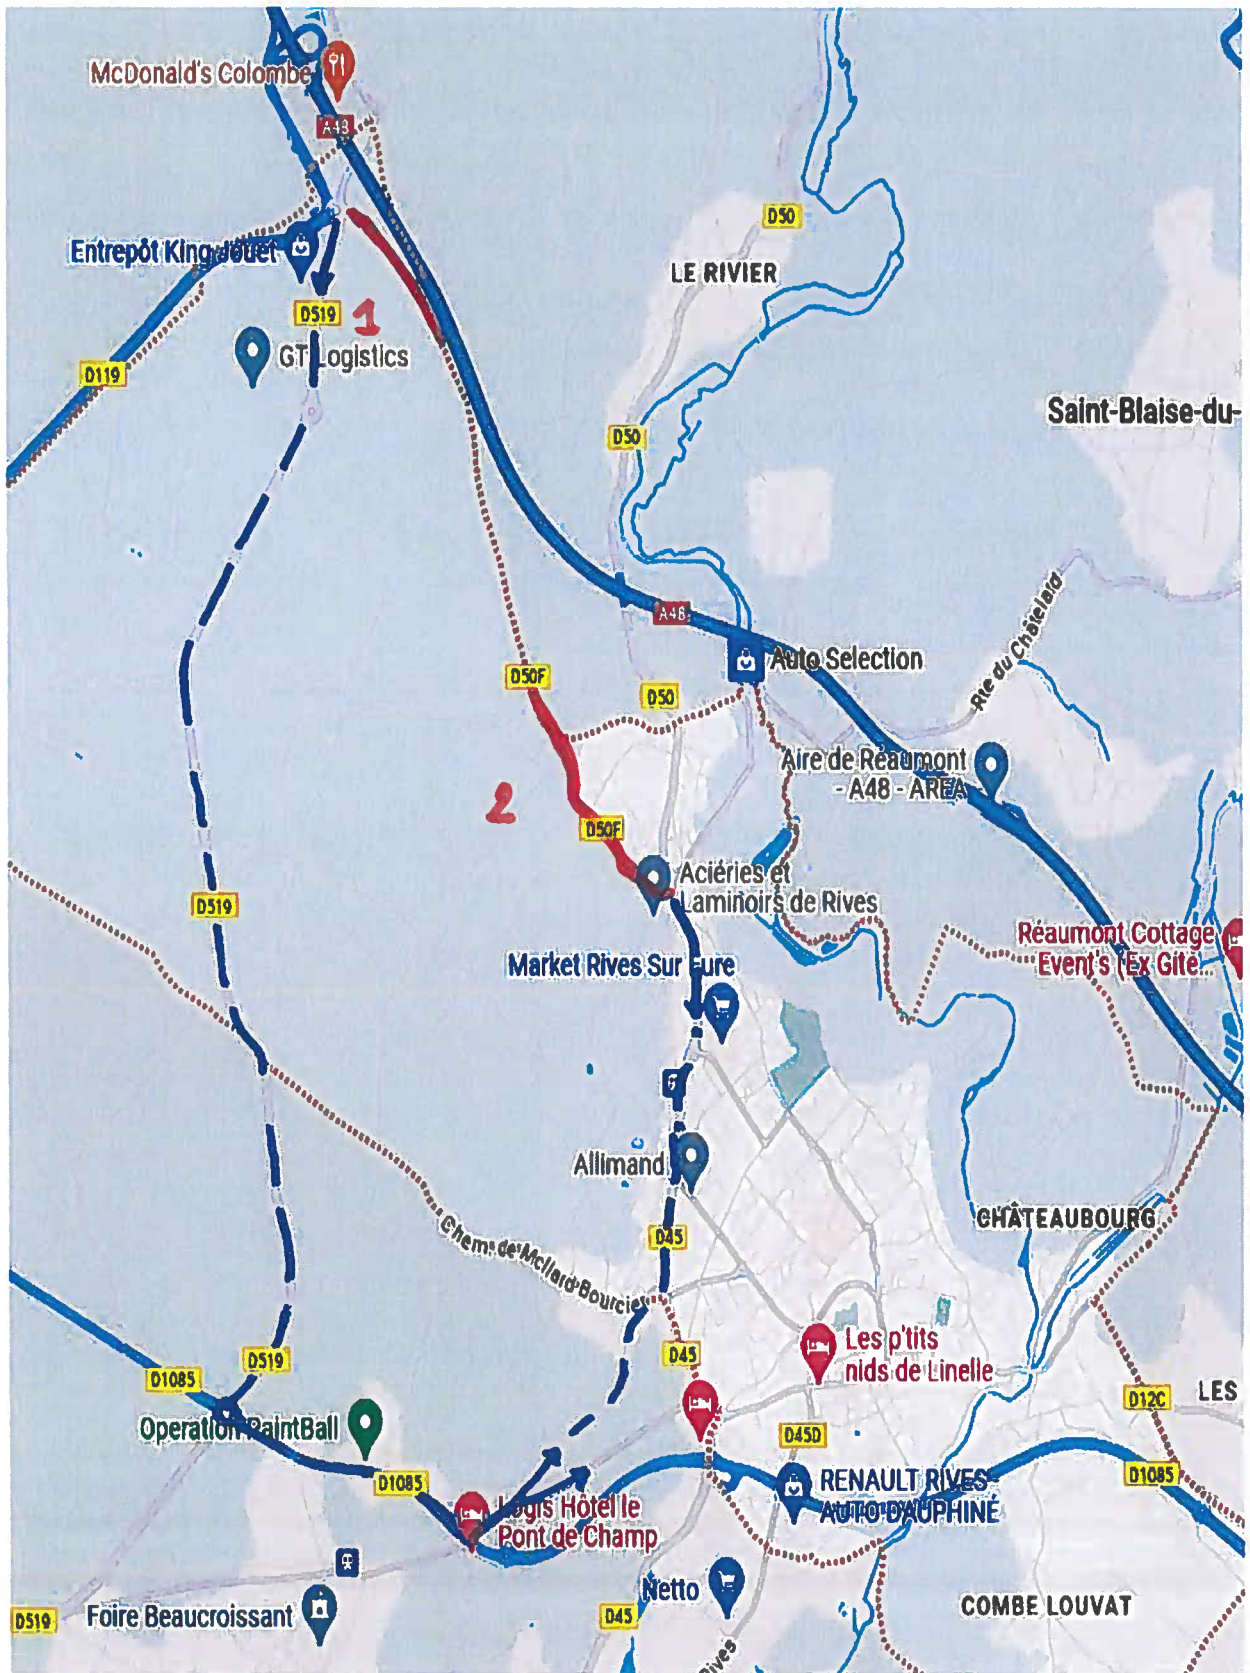 McDonald's Colombe
A48
D50
LE RIVIER
Entrepôt King Jouet
D519
1
GT Logistics
D119
Saint-Blaise-du-
D50
A48
Rte du Châtelard
Auto Selection
D50F
D50
Aire de Réaumont
- A48 - AREA
2
D50F
Aciéries et
Laminoirs de Rives
D519
Réaumont Cottage
Event's (Ex Gîte...
Market Rives Sur Fure
Allimand
CHÂTEAUBOURG
Chem. de Mollard-Bourcier
D45
D45
Les p'tits
nids de Linelle
D519
D1085
D12C
LES
Operation PaintBall
D45D
D1085
D1085
RENAULT RIVES -
AUTO DAUPHINÉ
Logis Hôtel le
Pont de Champ
Netto
D519
Foire Beaucroissant
D45
COMBE LOUVAT
Rives